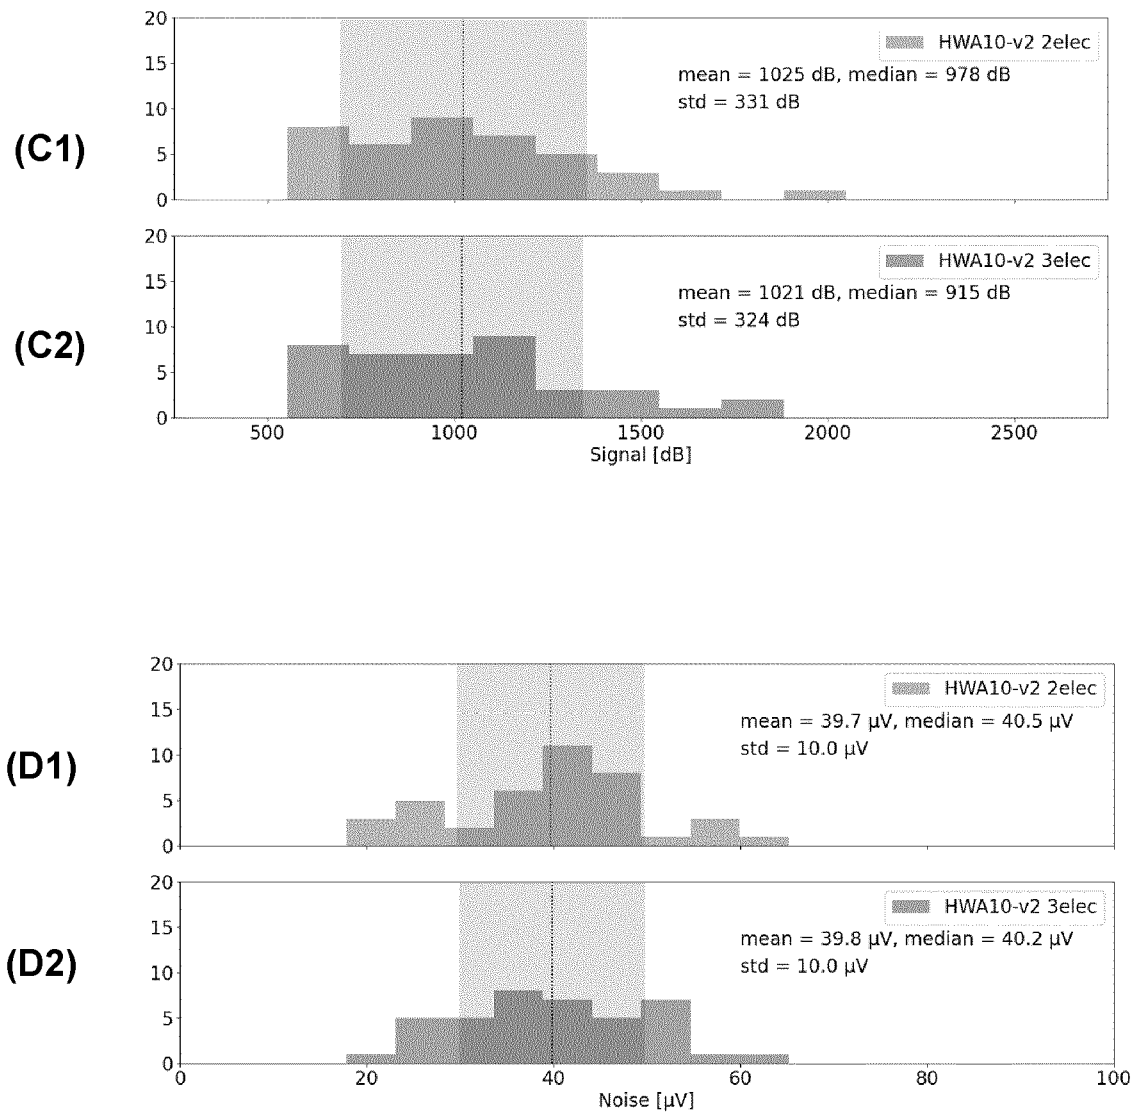 (C1)
20
15
10
5
0
HWA10-v2 2elec
mean = 1025 dB, median = 978 dB
std = 331 dB
(C2)
20
15
10
5
0
HWA10-v2 3elec
mean = 1021 dB, median = 915 dB
std = 324 dB
500 1000 1500 2000 2500
Signal [dB]
(D1)
20
15
10
5
0
HWA10-v2 2elec
mean = 39.7 μV, median = 40.5 μV
std = 10.0 μV
(D2)
20
15
10
5
0
HWA10-v2 3elec
mean = 39.8 μV, median = 40.2 μV
std = 10.0 μV
0 20 40 60 80 100
Noise [μV]